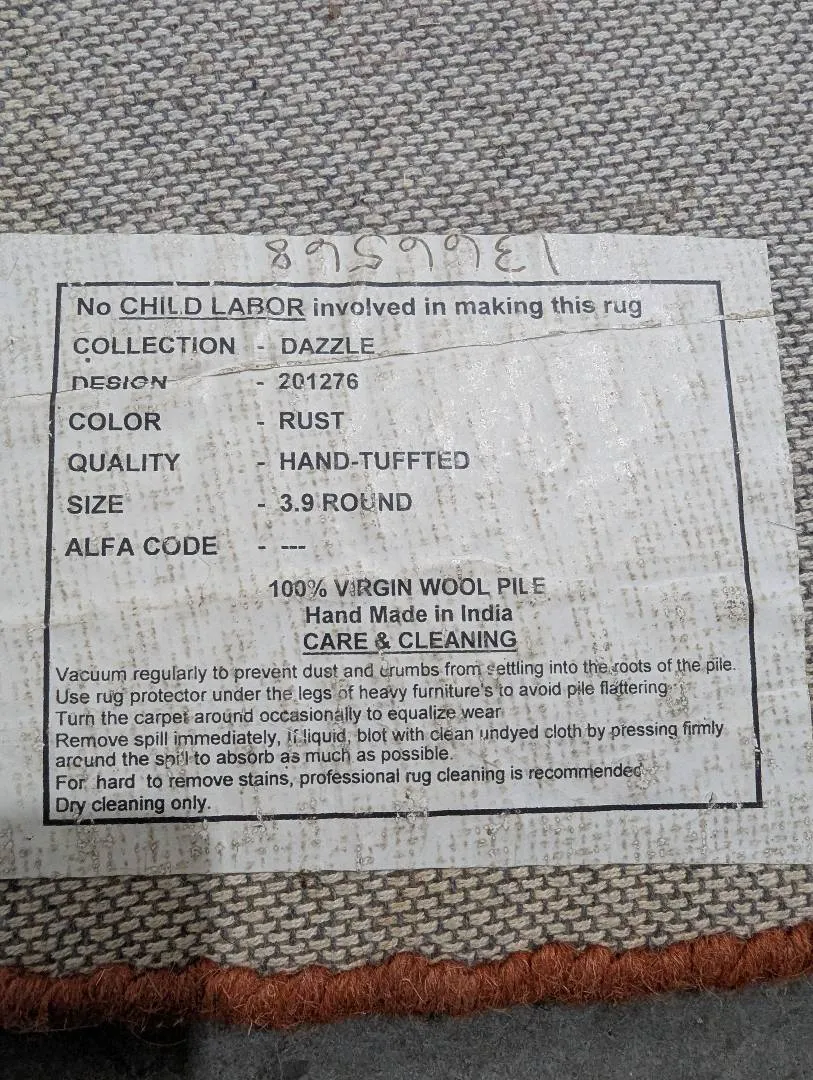 1366568
No CHILD LABOR involved in making this rug
COLLECTION - DAZZLE
DESIGN - 201276
COLOR - RUST
QUALITY - HAND-TUFFTED
SIZE - 3.9 ROUND
ALFA CODE - ---
100% VIRGIN WOOL PILE
Hand Made in India
CARE & CLEANING
Vacuum regularly to prevent dust and crumbs from settling into the roots of the pile.
Use rug protector under the legs of heavy furniture's to avoid pile flattering
Turn the carpet around occasionally to equalize wear
Remove spill immediately, if liquid, blot with clean undyed cloth by pressing firmly
around the spill to absorb as much as possible.
For hard to remove stains, professional rug cleaning is recommended
Dry cleaning only.